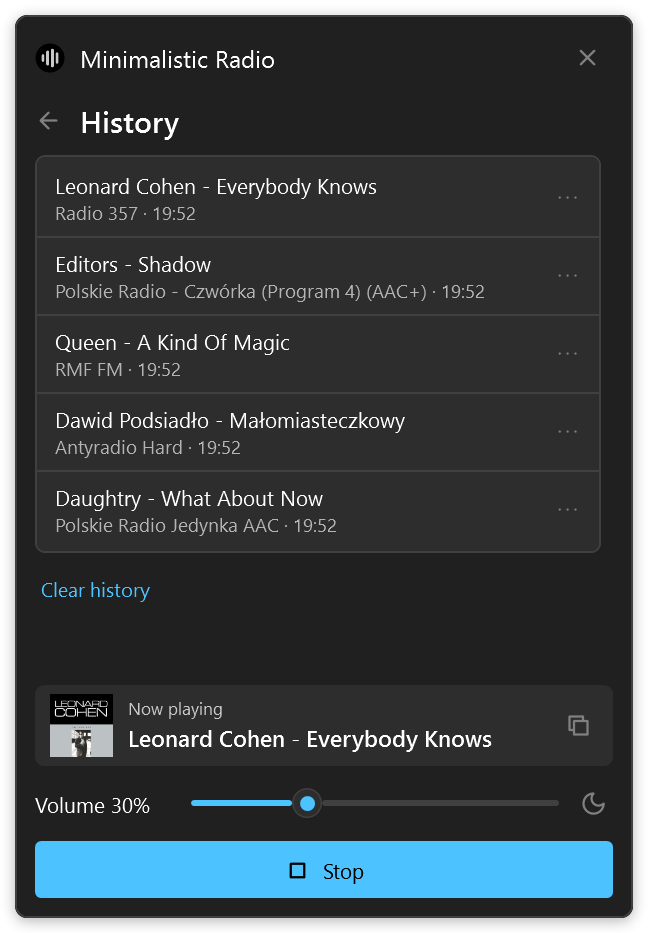 Minimalistic Radio
History
Leonard Cohen - Everybody Knows
Radio 357 · 19:52
Editors - Shadow
Polskie Radio - Czwórka (Program 4) (AAC+) · 19:52
Queen - A Kind Of Magic
RMF FM · 19:52
Dawid Podsiadło - Małomiasteczkowy
Antyradio Hard · 19:52
Daughtry - What About Now
Polskie Radio Jedynka AAC · 19:52
Clear history
LEONARD
COHEN
Now playing
Leonard Cohen - Everybody Knows
Volume 30%
Stop